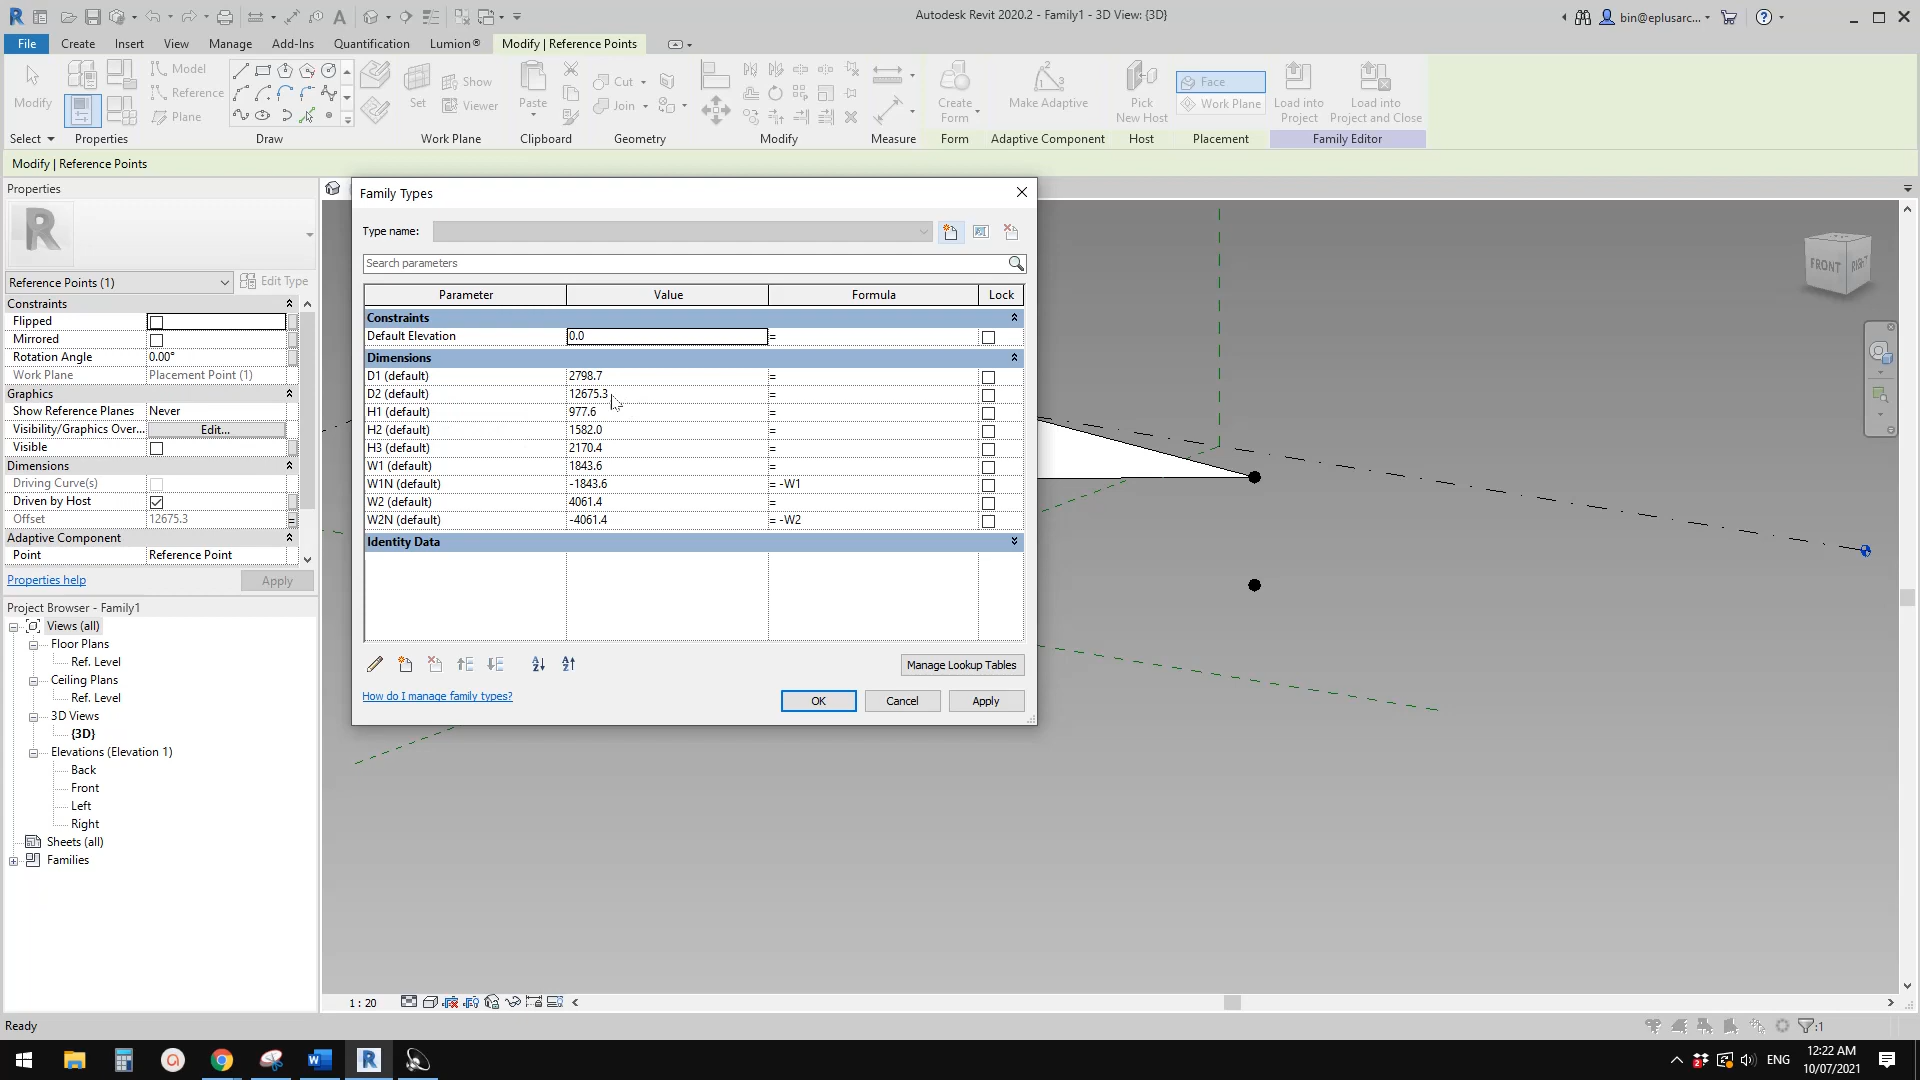 Autodesk Revit 2020.2 - Family1 - 3D View: {3D}
bin@eplusarc...
File Create Insert View Manage Add-Ins Quantification Lumion® Modify | Reference Points
Modify
Model
Reference
Plane
Set
Show
Viewer
Paste
Cut
Join
Create Form
Make Adaptive
Pick New Host
Face
Work Plane
Load into Project
Load into Project and Close
Select Properties Draw Work Plane Clipboard Geometry Modify Measure Form Adaptive Component Host Placement Family Editor
Modify | Reference Points
Properties
Reference Points (1)
Edit Type
Constraints
Flipped
Mirrored
Rotation Angle 0.00°
Work Plane Placement Point (1)
Graphics
Show Reference Planes Never
Visibility/Graphics Over... Edit...
Visible
Dimensions
Driving Curve(s)
Driven by Host
Offset 12675.3 =
Adaptive Component
Point Reference Point
Properties help
Apply
Project Browser - Family1
Views (all)
Floor Plans
Ref. Level
Ceiling Plans
Ref. Level
3D Views
{3D}
Elevations (Elevation 1)
Back
Front
Left
Right
Sheets (all)
Families
Family Types
Type name:
Search parameters
Parameter Value Formula Lock
Constraints
Default Elevation 0.0 =
Dimensions
D1 (default) 2798.7 =
D2 (default) 12675.3 =
H1 (default) 977.6 =
H2 (default) 1582.0 =
H3 (default) 2170.4 =
W1 (default) 1843.6 =
W1N (default) -1843.6 = -W1
W2 (default) 4061.4 =
W2N (default) -4061.4 = -W2
Identity Data
Manage Lookup Tables
How do I manage family types?
OK Cancel Apply
FRONT RIGHT
1 : 20
Ready
:1
ENG
12:22 AM
10/07/2021